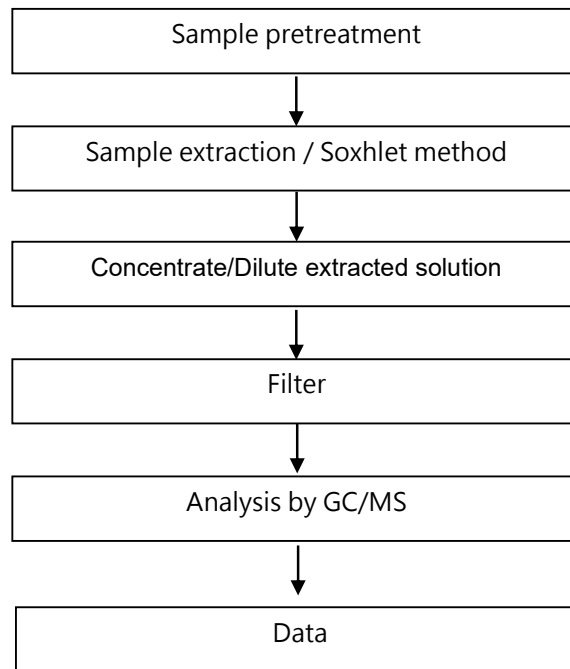 Sample pretreatment
Sample extraction / Soxhlet method
Concentrate/Dilute extracted solution
Filter
Analysis by GC/MS
Data